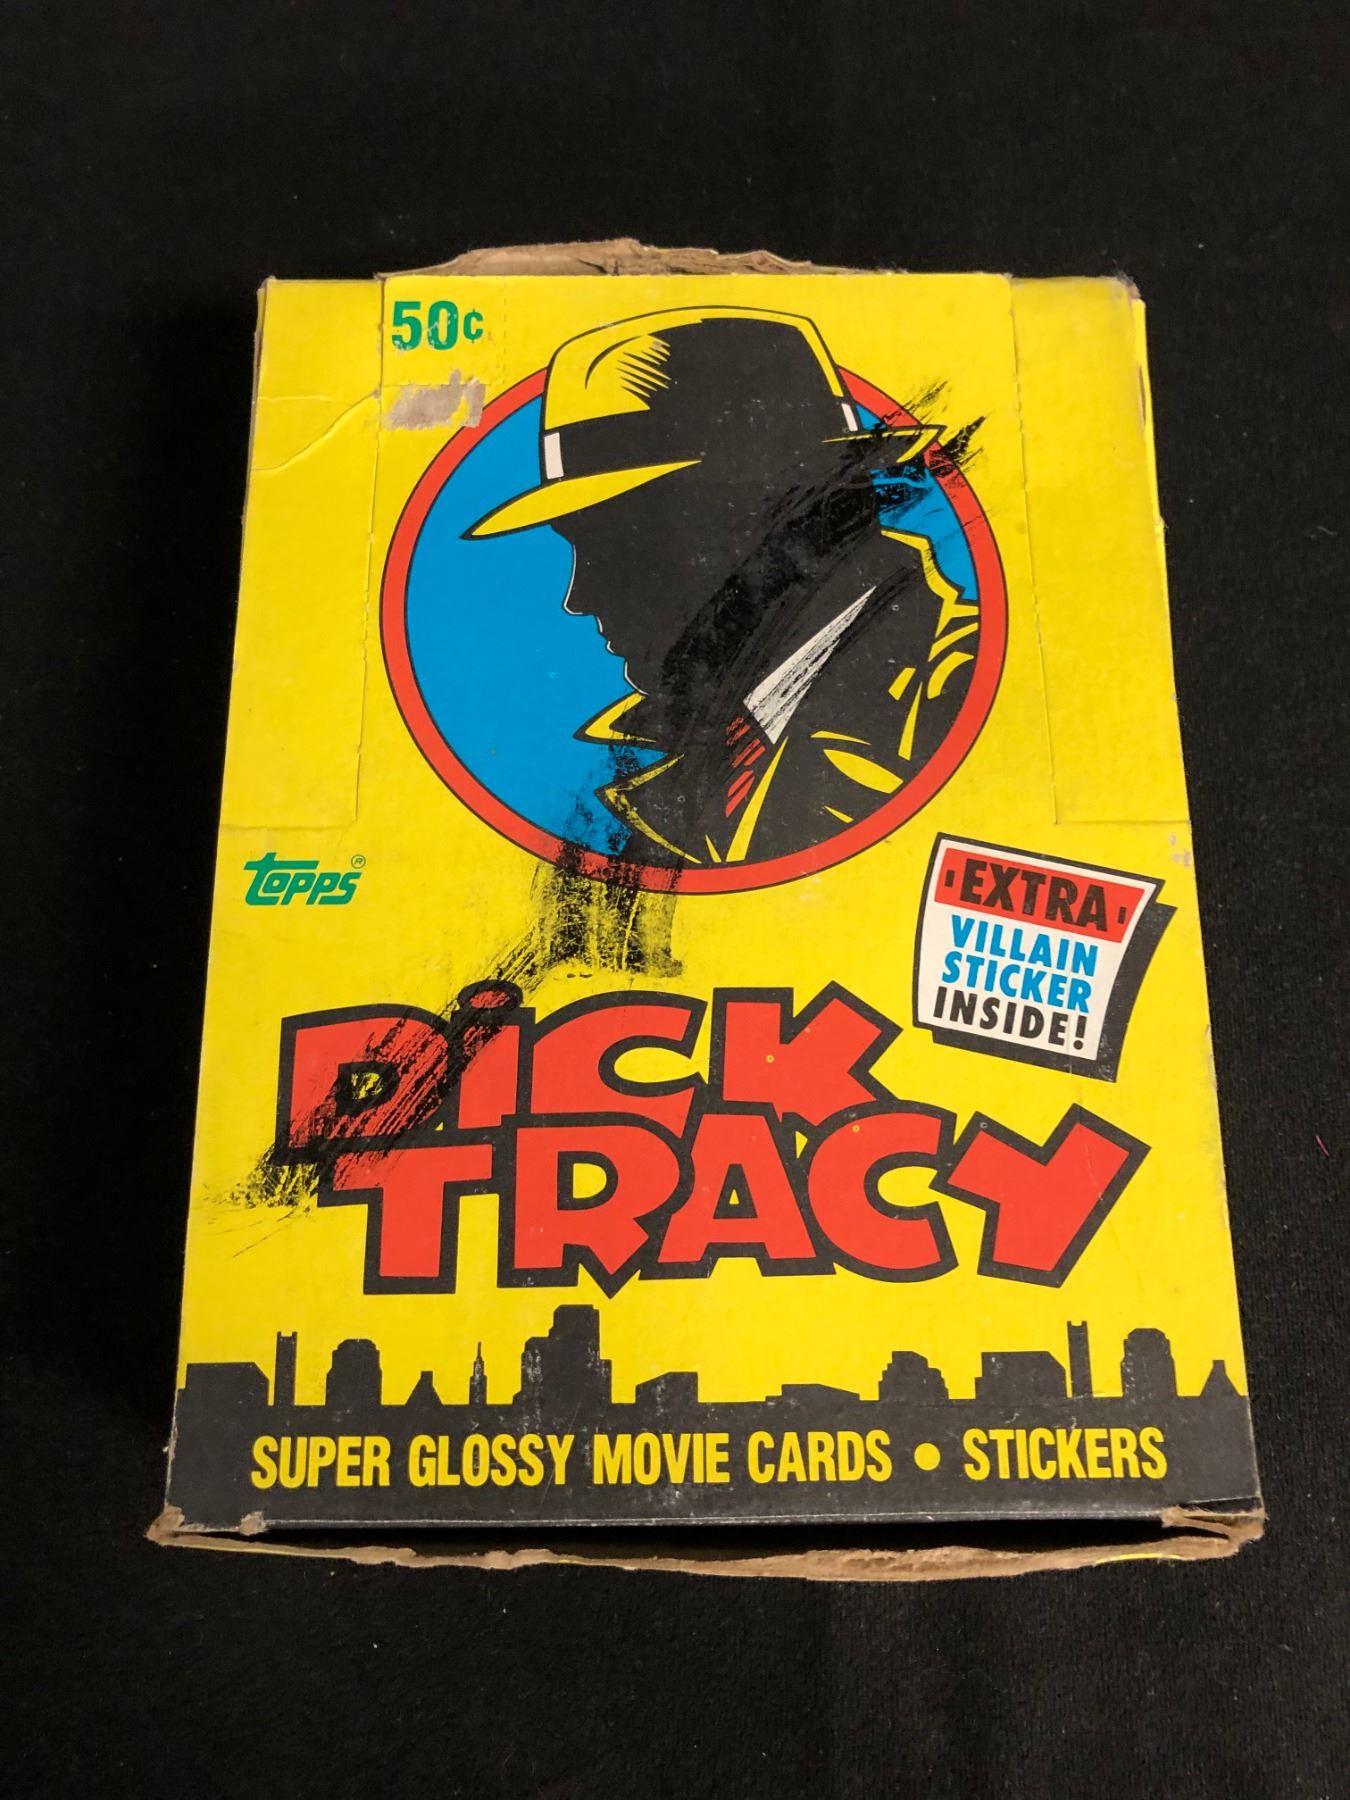 50¢
topps®
EXTRA
VILLAIN
STICKER
INSIDE!
DICK
TRACY
SUPER GLOSSY MOVIE CARDS • STICKERS